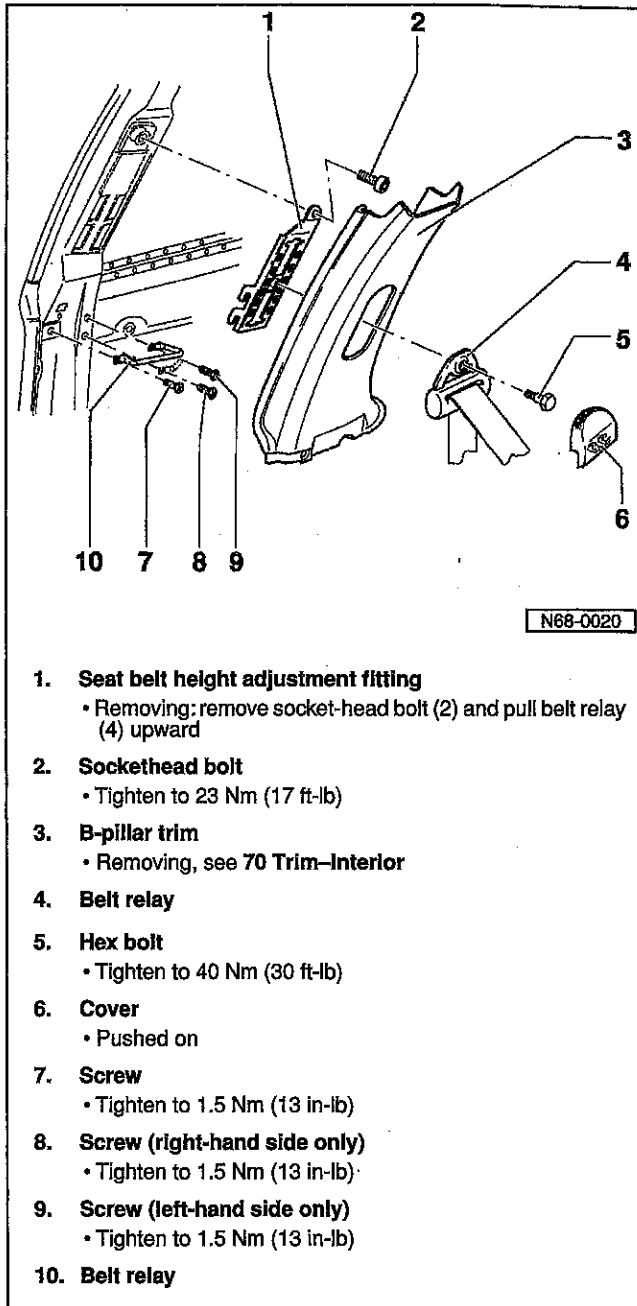 1 2
3
4
5
6
10 7 8 9
N68-0020
1. Seat belt height adjustment fitting
• Removing: remove socket-head bolt (2) and pull belt relay
(4) upward
2. Sockethead bolt
• Tighten to 23 Nm (17 ft-lb)
3. B-pillar trim
• Removing, see 70 Trim–Interior
4. Belt relay
5. Hex bolt
• Tighten to 40 Nm (30 ft-lb)
6. Cover
• Pushed on
7. Screw
• Tighten to 1.5 Nm (13 in-lb)
8. Screw (right-hand side only)
• Tighten to 1.5 Nm (13 in-lb)
9. Screw (left-hand side only)
• Tighten to 1.5 Nm (13 in-lb)
10. Belt relay